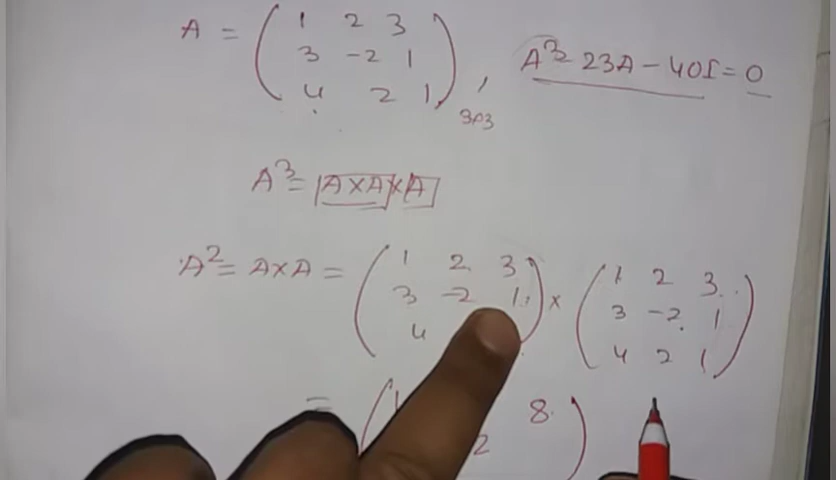 A = ( 1 2 3 , A³ - 23A - 40I = 0
3 -2 1
4 2 1 ) 3×3
A³ = A×A × A
A² = A×A = ( 1 2 3 ) × ( 1 2 3 )
3 -2 1 3 -2 1
4 4 2 1
= ( 8 )
2